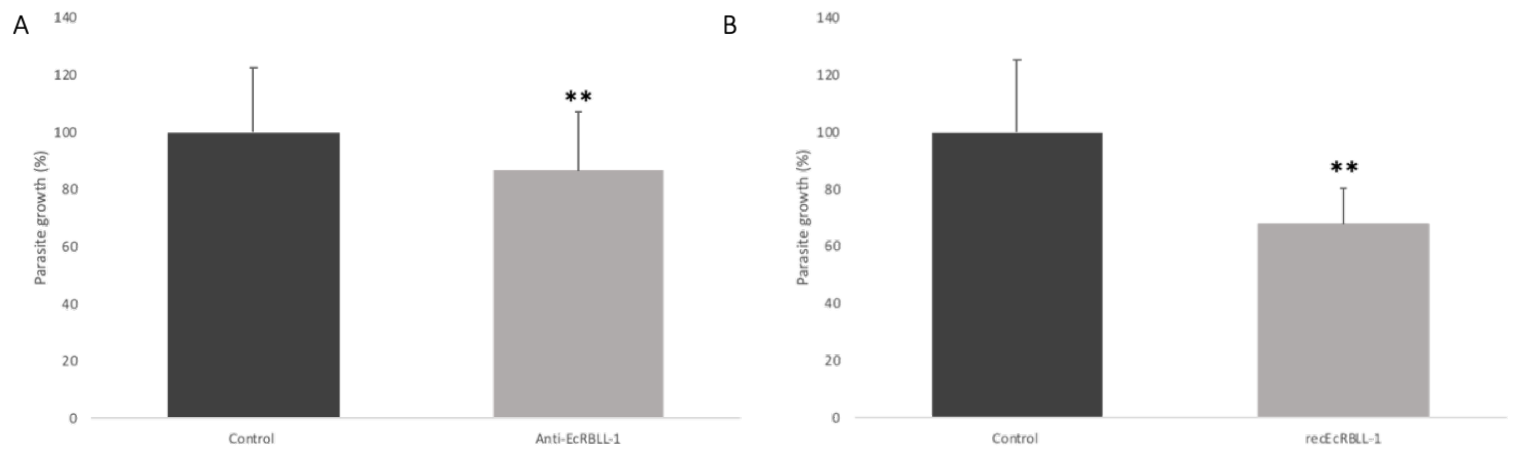 A
140
120
100
80
60
40
20
0
Parasite growth (%)
**
Control
Anti-EcRBLL-1
B
140
120
100
80
60
40
20
0
Parasite growth (%)
**
Control
recEcRBLL-1